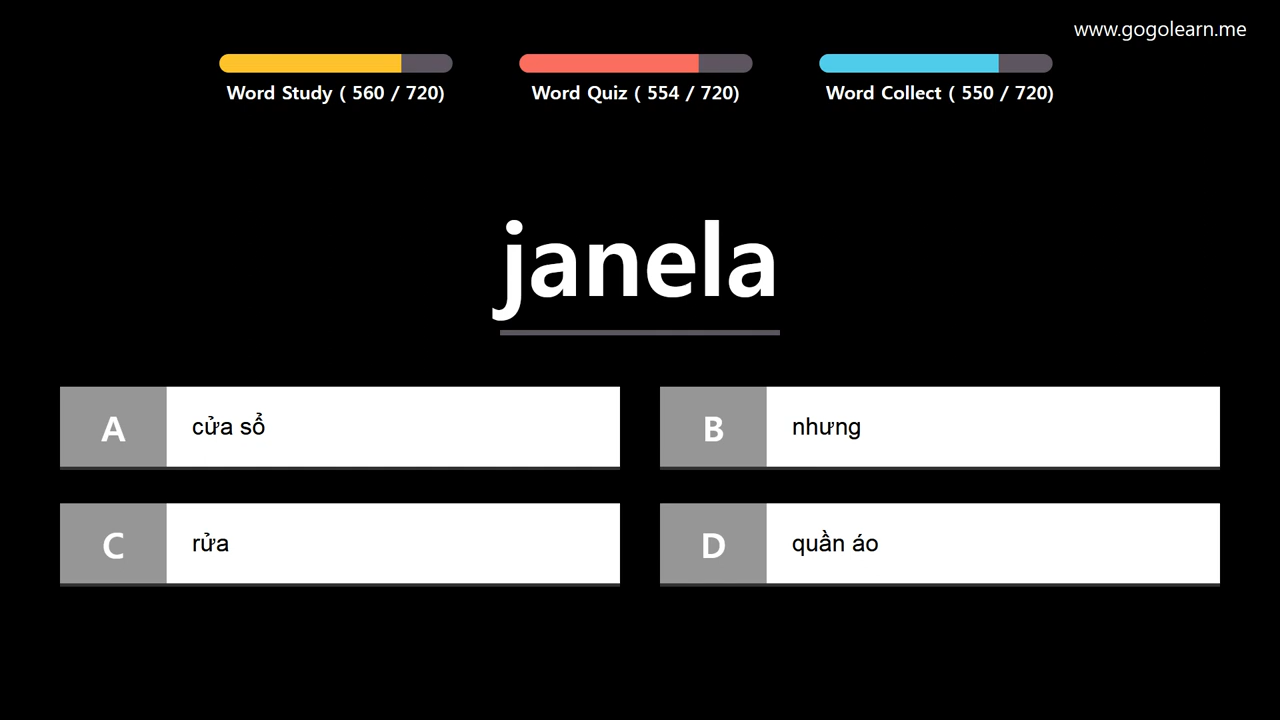 www.gogolearn.me
Word Study ( 560 / 720)
Word Quiz ( 554 / 720)
Word Collect ( 550 / 720)
janela
A
cửa sổ
B
nhưng
C
rửa
D
quần áo